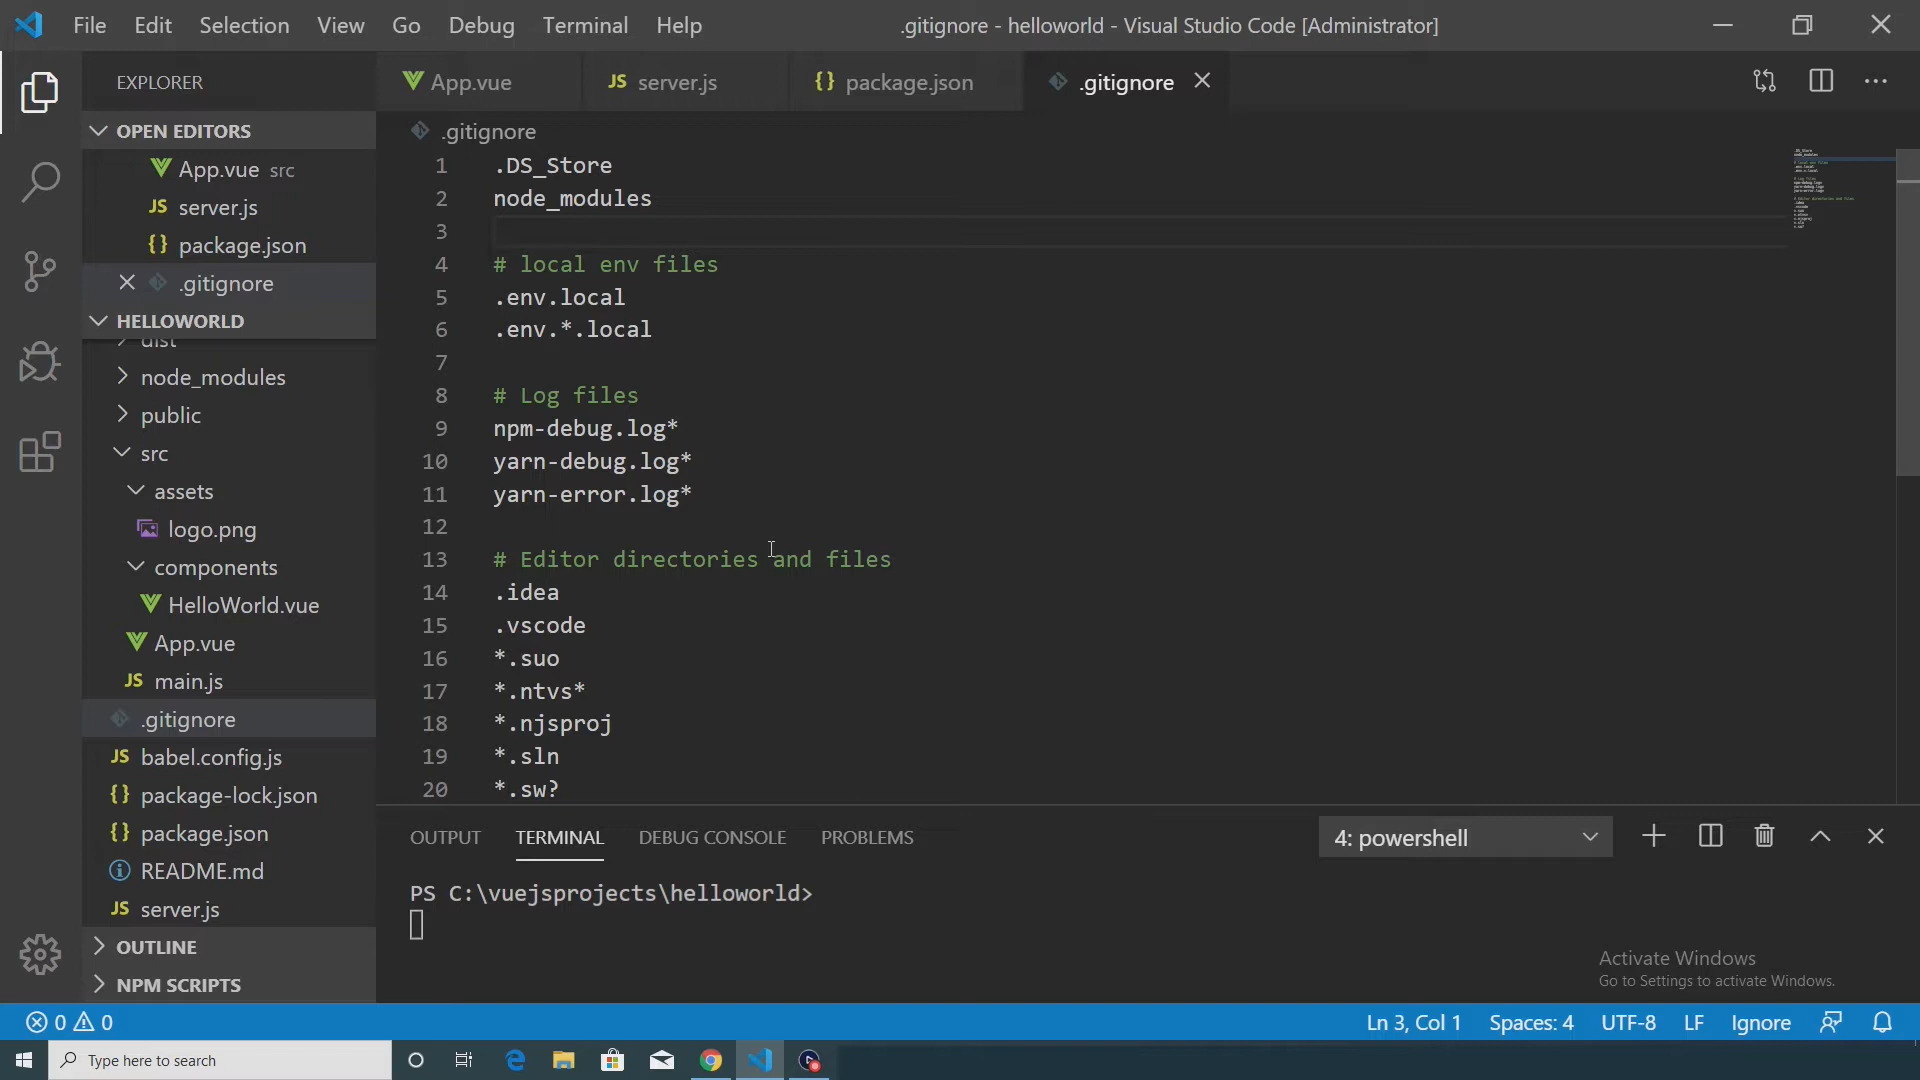 File Edit Selection View Go Debug Terminal Help .gitignore - helloworld - Visual Studio Code [Administrator]
EXPLORER
OPEN EDITORS
App.vue src
JS server.js
{} package.json
.gitignore
HELLOWORLD
dist
node_modules
public
src
assets
logo.png
components
HelloWorld.vue
App.vue
JS main.js
.gitignore
JS babel.config.js
{} package-lock.json
{} package.json
README.md
JS server.js
OUTLINE
NPM SCRIPTS
App.vue JS server.js {} package.json .gitignore
.gitignore
1 .DS_Store
2 node_modules
3
4 # local env files
5 .env.local
6 .env.*.local
7
8 # Log files
9 npm-debug.log*
10 yarn-debug.log*
11 yarn-error.log*
12
13 # Editor directories and files
14 .idea
15 .vscode
16 *.suo
17 *.ntvs*
18 *.njsproj
19 *.sln
20 *.sw?
OUTPUT TERMINAL DEBUG CONSOLE PROBLEMS 4: powershell
PS C:\vuejsprojects\helloworld>
Activate Windows
Go to Settings to activate Windows.
0 0 Ln 3, Col 1 Spaces: 4 UTF-8 LF Ignore
Type here to search